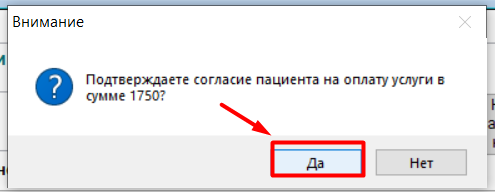 Внимание
Подтверждаете согласие пациента на оплату услуги в
сумме 1750?
Да
Нет